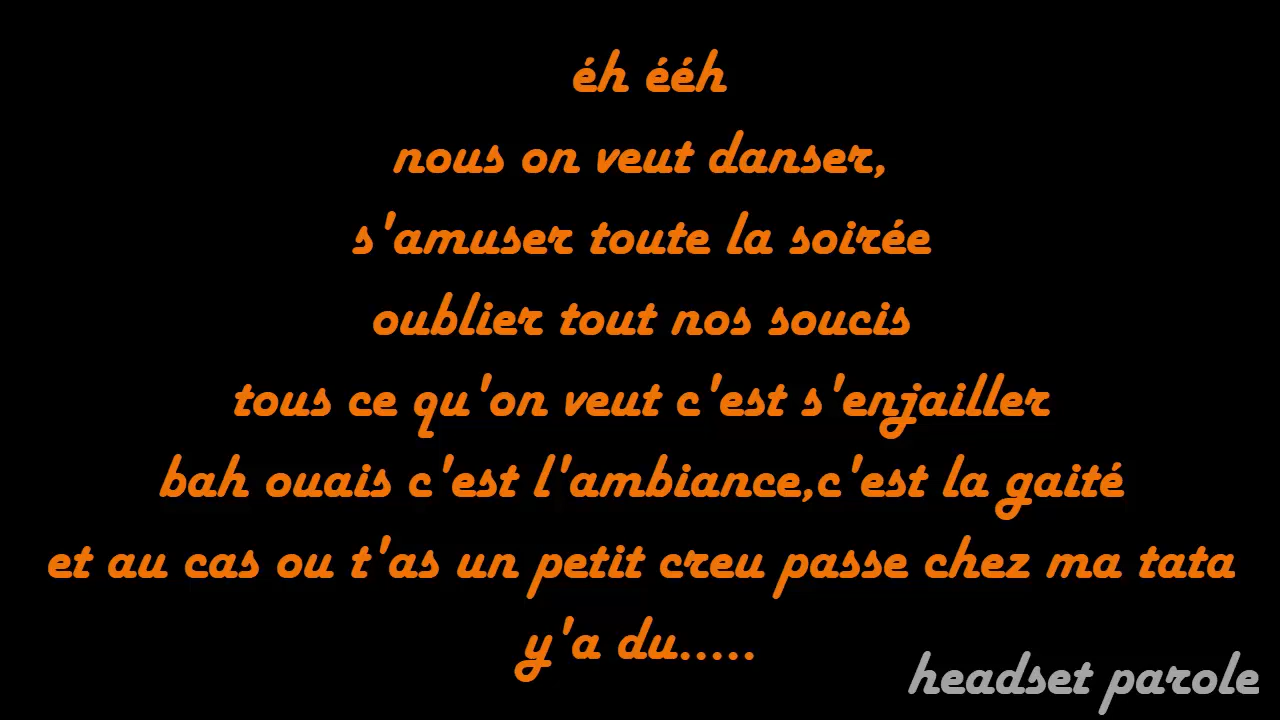 éh ééh
nous on veut danser,
s'amuser toute la soirée
oublier tout nos soucis
tous ce qu'on veut c'est s'enjailler
bah ouais c'est l'ambiance,c'est la gaité
et au cas ou t'as un petit creu passe chez ma tata
y'a du.....
headset parole